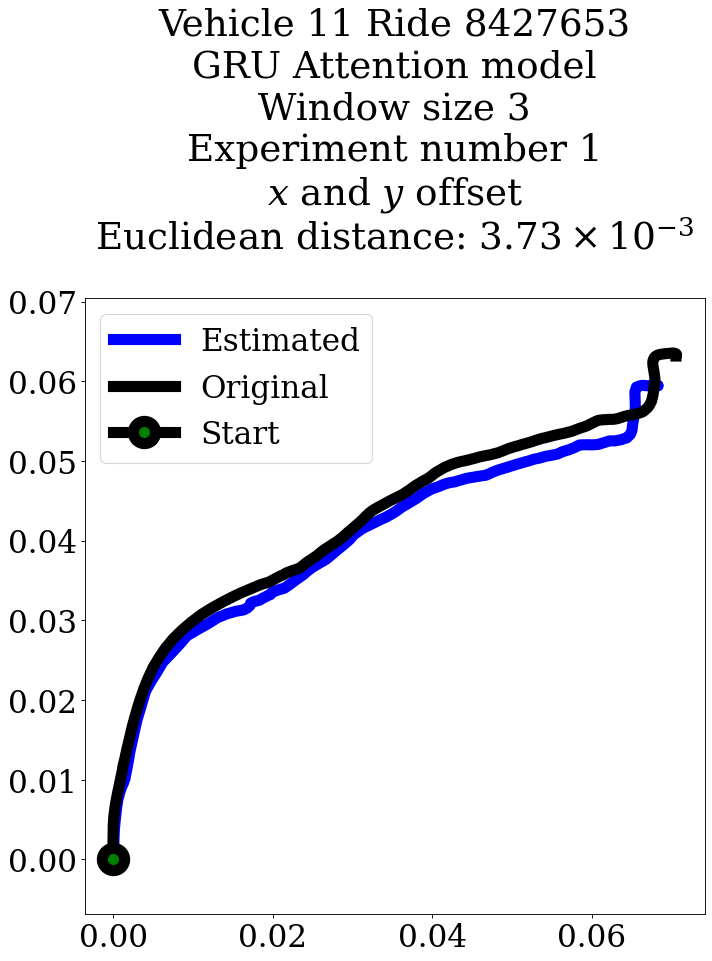 Vehicle 11 Ride 8427653
GRU Attention model
Window size 3
Experiment number 1
x and y offset
Euclidean distance: 3.73 × 10⁻³
0.07
0.06
0.05
0.04
0.03
0.02
0.01
0.00
Estimated
Original
Start
0.00 0.02 0.04 0.06